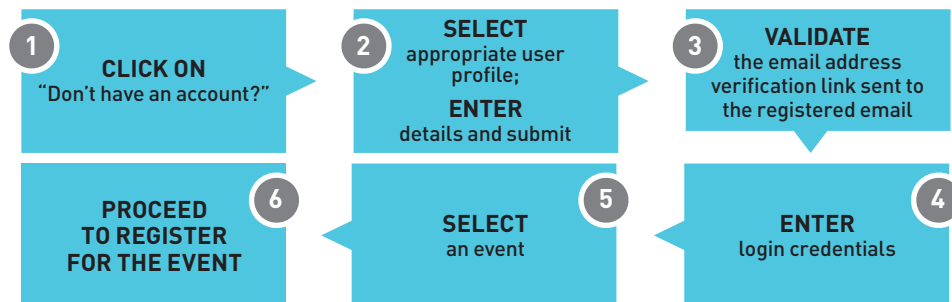 1
CLICK ON
“Don’t have an account?”
2
SELECT
appropriate user
profile;
ENTER
details and submit
3
VALIDATE
the email address
verification link sent to
the registered email
4
ENTER
login credentials
5
SELECT
an event
6
PROCEED
TO REGISTER
FOR THE EVENT